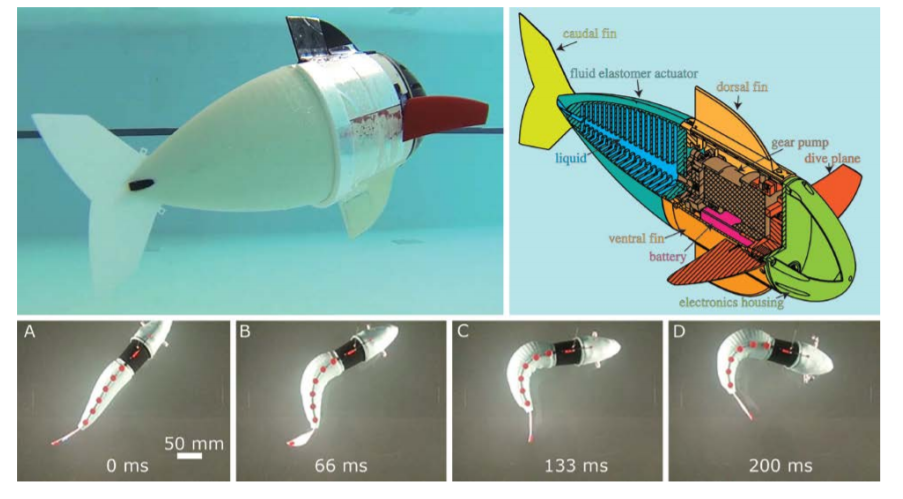 caudal fin
fluid elastomer actuator
dorsal fin
liquid
gear pump
dive plane
ventral fin
battery
electronics housing
A
B
C
D
50 mm
0 ms
66 ms
133 ms
200 ms